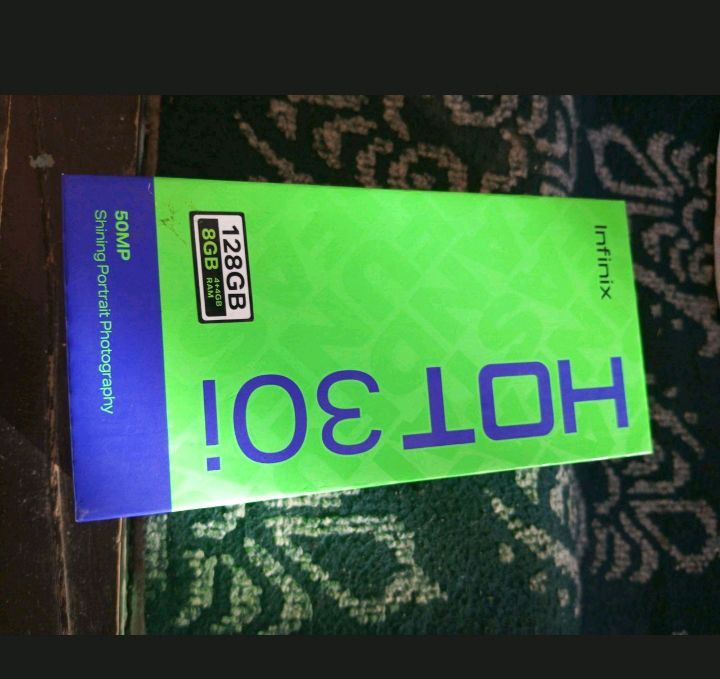 Infinix
HOT 30i
128GB
8GB 4+4GB RAM
50MP
Shining Portrait Photography